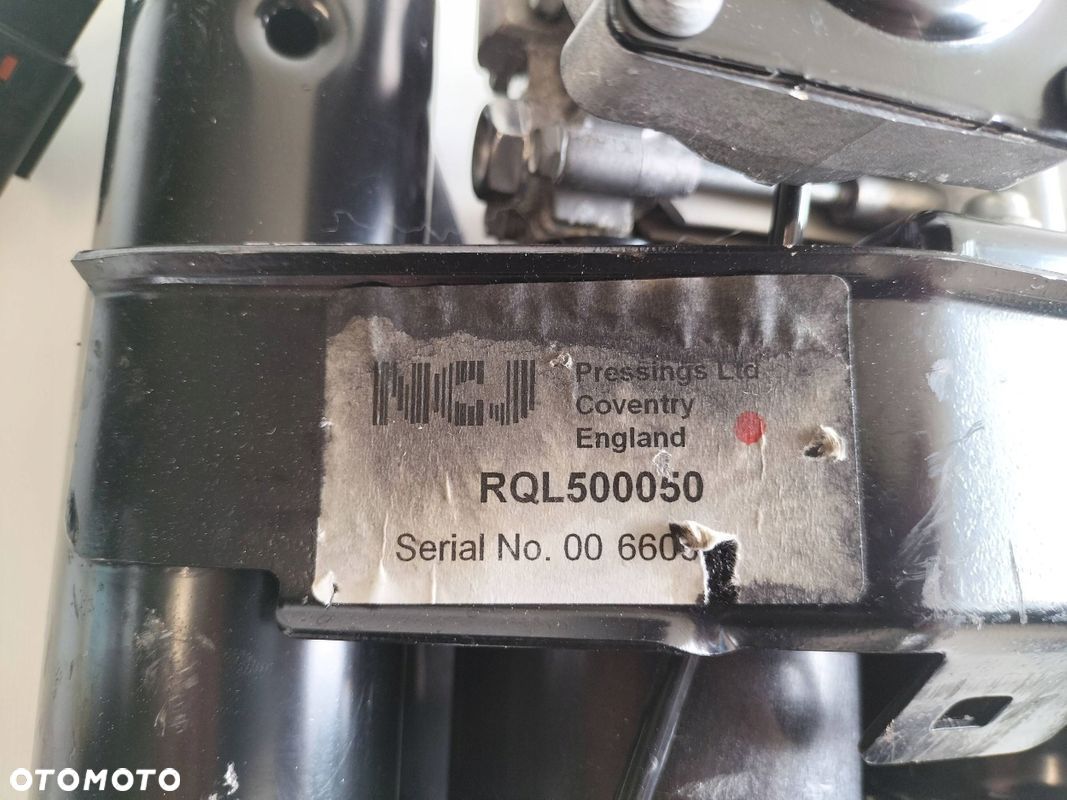 MCJ
Pressings Ltd
Coventry
England
RQL500050
Serial No. 00 660
OTOMOTO